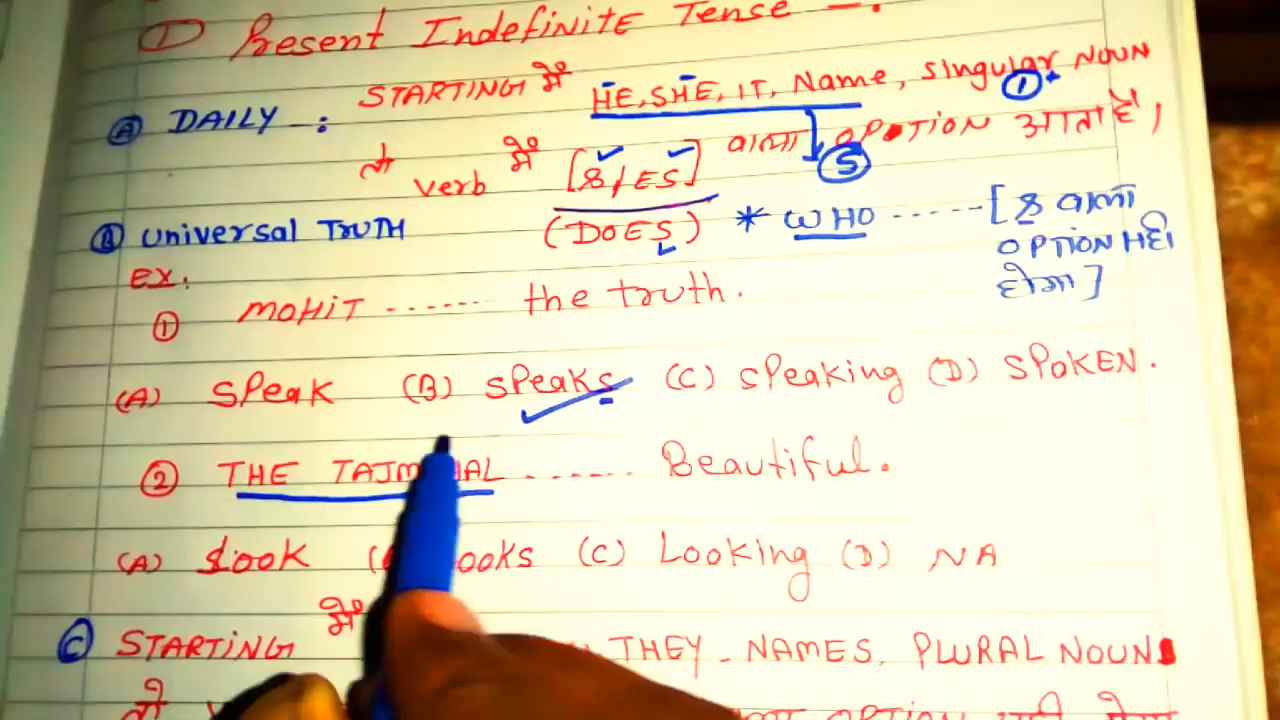 ① Present Indefinite Tense –.
Ⓐ DAILY : STARTING में HE, SHE, IT, Name, Singular NOUN ①
तो verb में [S/ES] वाला OPTION आता है। Ⓢ
Ⓑ Universal TRUTH (DOES) * WHO ------ [S वाला
OPTION सही
होगा]
EX.
① MOHIT ------- the truth.
(A) Speak (B) Speaks (C) Speaking (D) SPOKEN.
② THE ------- Beautiful.
(A) Look (C) Looking (D) NA
Ⓒ STARTING में THEY, NAMES, PLURAL NOUN
OPTION